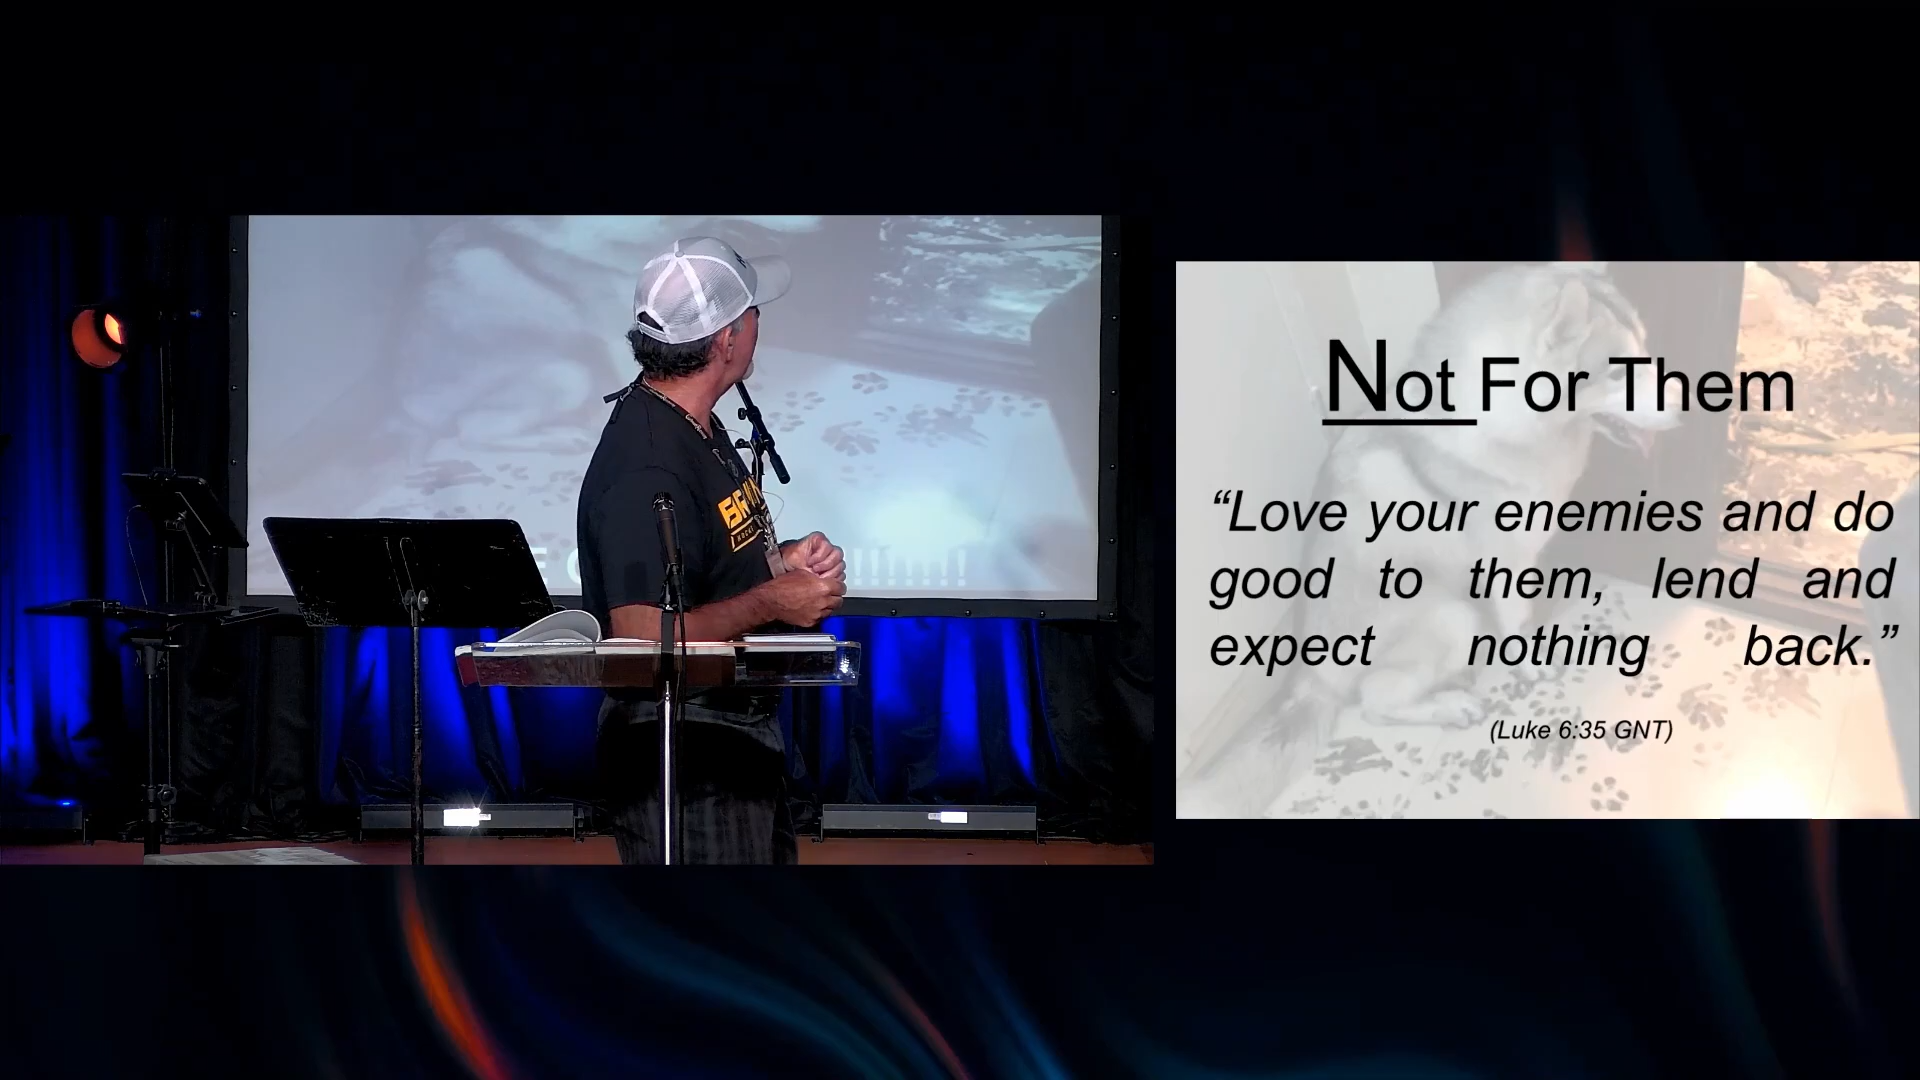 Not For Them
“Love your enemies and do
good to them, lend and
expect nothing back.”
(Luke 6:35 GNT)